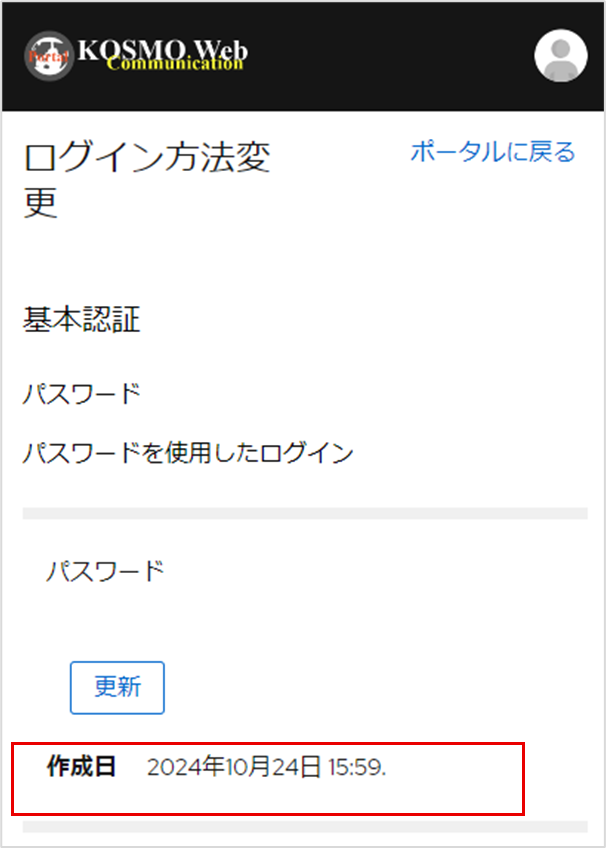 Portal KOSMO.Web
Communication
ログイン方法変
更
ポータルに戻る
基本認証
パスワード
パスワードを使用したログイン
パスワード
更新
作成日 2024年10月24日 15:59.